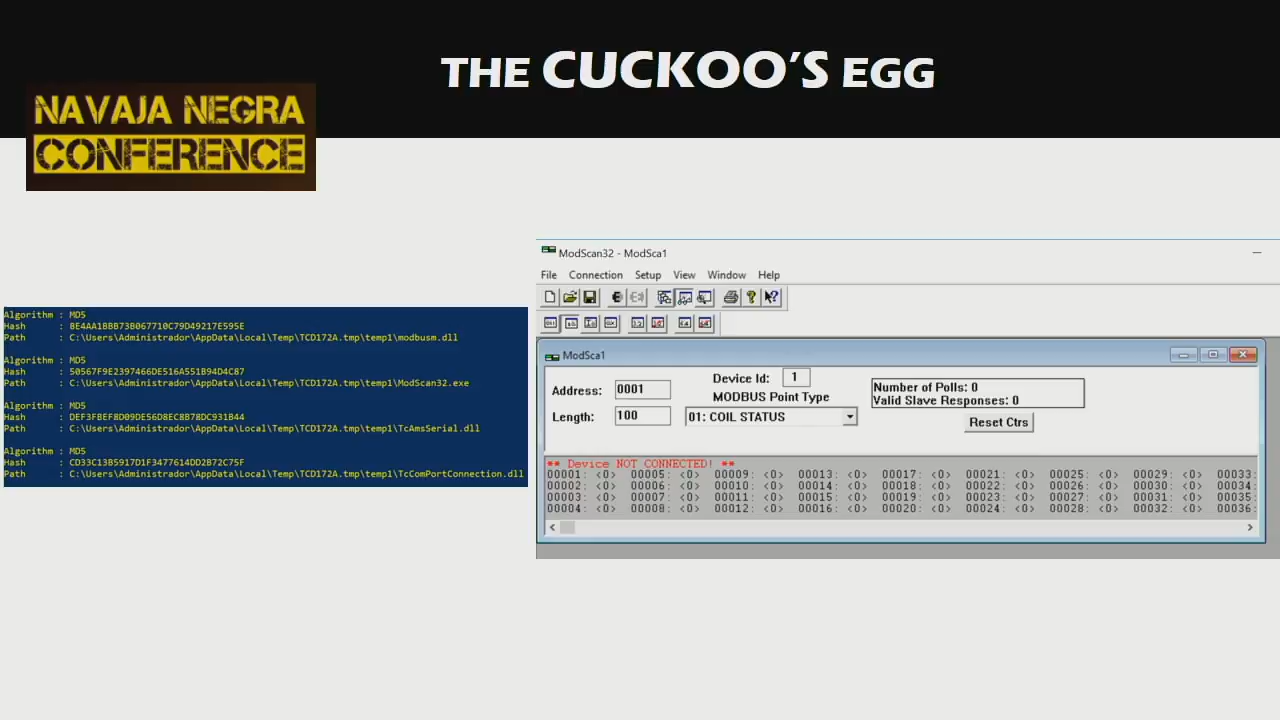 THE CUCKOO'S EGG
NAVAJA NEGRA
CONFERENCE
Algorithm : MD5
Hash : 8E4AA1BBB73B067710C79D49217E595E
Path : C:\Users\Administrador\AppData\Local\Temp\TCD172A.tmp\temp1\modbusm.dll
Algorithm : MD5
Hash : 50567F9E2397466DE516A551B94D4C87
Path : C:\Users\Administrador\AppData\Local\Temp\TCD172A.tmp\temp1\ModScan32.exe
Algorithm : MD5
Hash : DEF3FBEF8D09DE56D8EC8B78DC931B44
Path : C:\Users\Administrador\AppData\Local\Temp\TCD172A.tmp\temp1\TcAmsSerial.dll
Algorithm : MD5
Hash : CD33C13B5917D1F3477614DD2B72C75F
Path : C:\Users\Administrador\AppData\Local\Temp\TCD172A.tmp\temp1\TcComPortConnection.dll
ModScan32 - ModSca1
File Connection Setup View Window Help
ModSca1
Address: 0001
Length: 100
Device Id: 1
MODBUS Point Type
01: COIL STATUS
Number of Polls: 0
Valid Slave Responses: 0
Reset Ctrs
** Device NOT CONNECTED! **
00001: <0> 00005: <0> 00009: <0> 00013: <0> 00017: <0> 00021: <0> 00025: <0> 00029: <0> 00033:
00002: <0> 00006: <0> 00010: <0> 00014: <0> 00018: <0> 00022: <0> 00026: <0> 00030: <0> 00034:
00003: <0> 00007: <0> 00011: <0> 00015: <0> 00019: <0> 00023: <0> 00027: <0> 00031: <0> 00035:
00004: <0> 00008: <0> 00012: <0> 00016: <0> 00020: <0> 00024: <0> 00028: <0> 00032: <0> 00036: